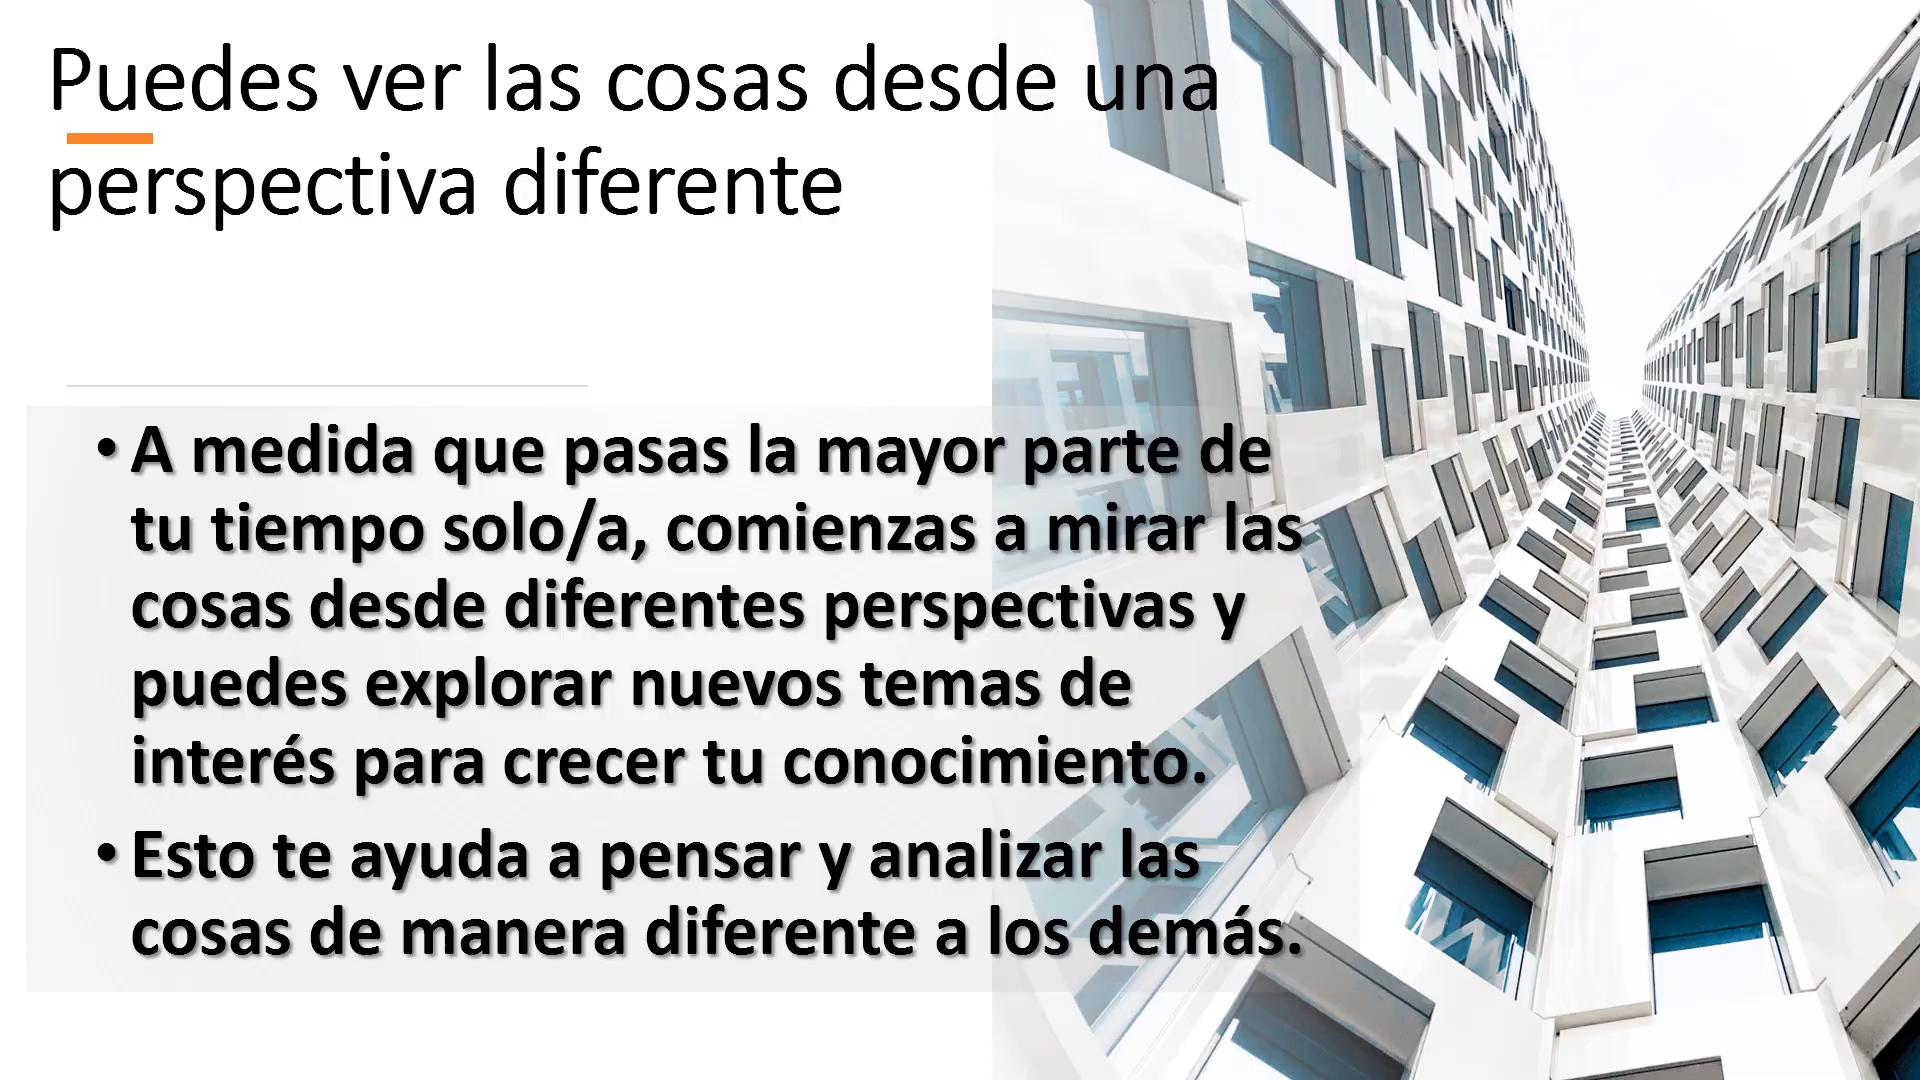 Puedes ver las cosas desde una
perspectiva diferente
• A medida que pasas la mayor parte de
tu tiempo solo/a, comienzas a mirar las
cosas desde diferentes perspectivas y
puedes explorar nuevos temas de
interés para crecer tu conocimiento.
• Esto te ayuda a pensar y analizar las
cosas de manera diferente a los demás.